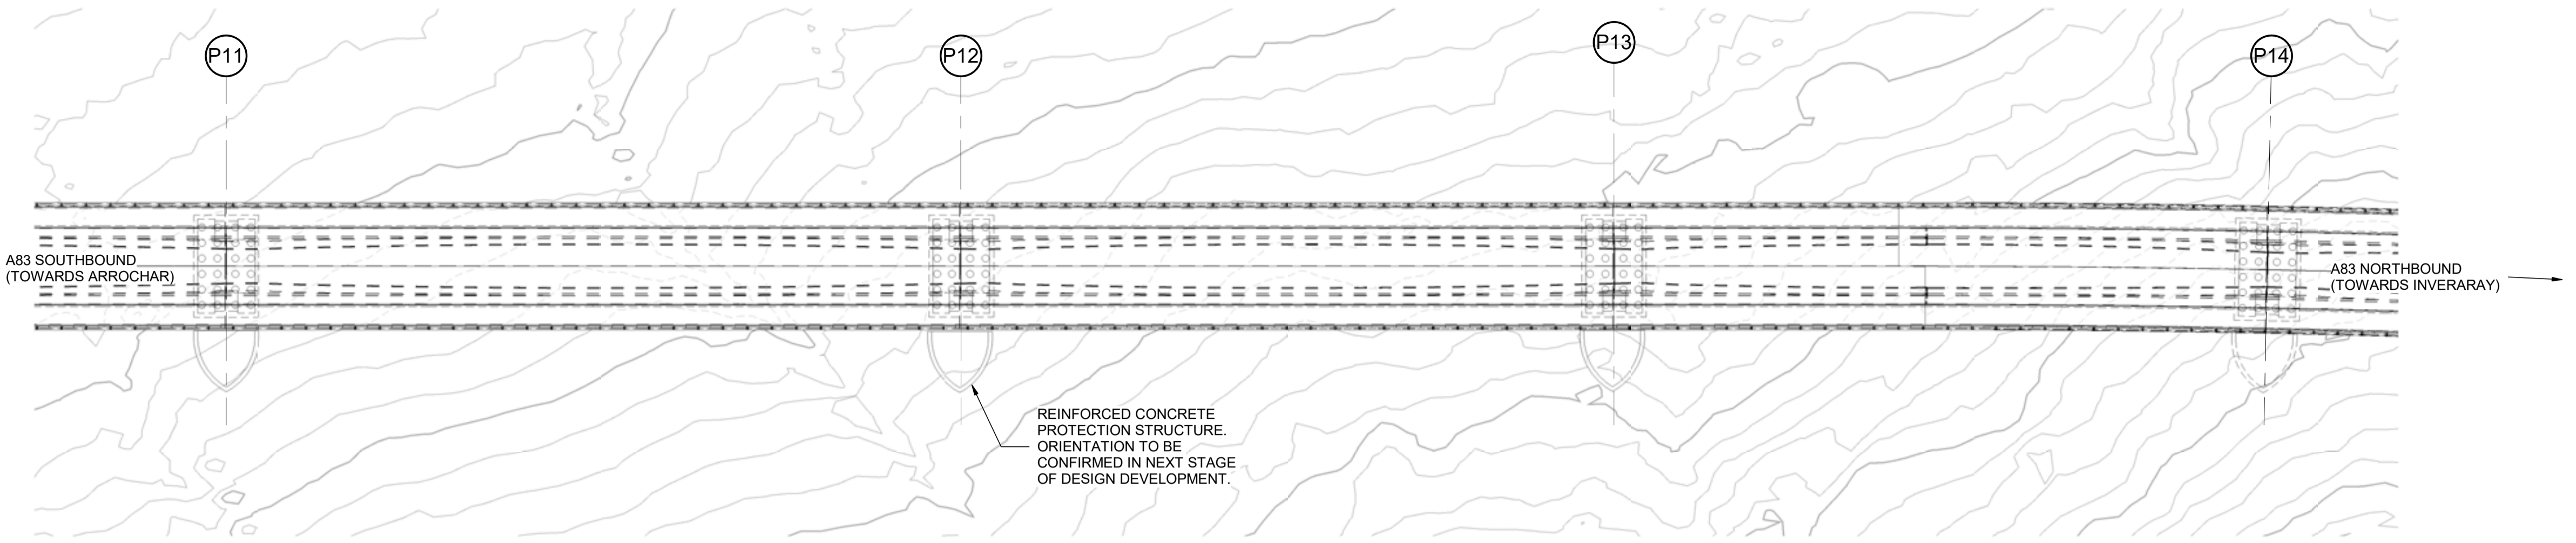 P11
P12
P13
P14
A83 SOUTHBOUND
(TOWARDS ARROCHAR)
A83 NORTHBOUND
(TOWARDS INVERARAY)
REINFORCED CONCRETE
PROTECTION STRUCTURE.
ORIENTATION TO BE
CONFIRMED IN NEXT STAGE
OF DESIGN DEVELOPMENT.